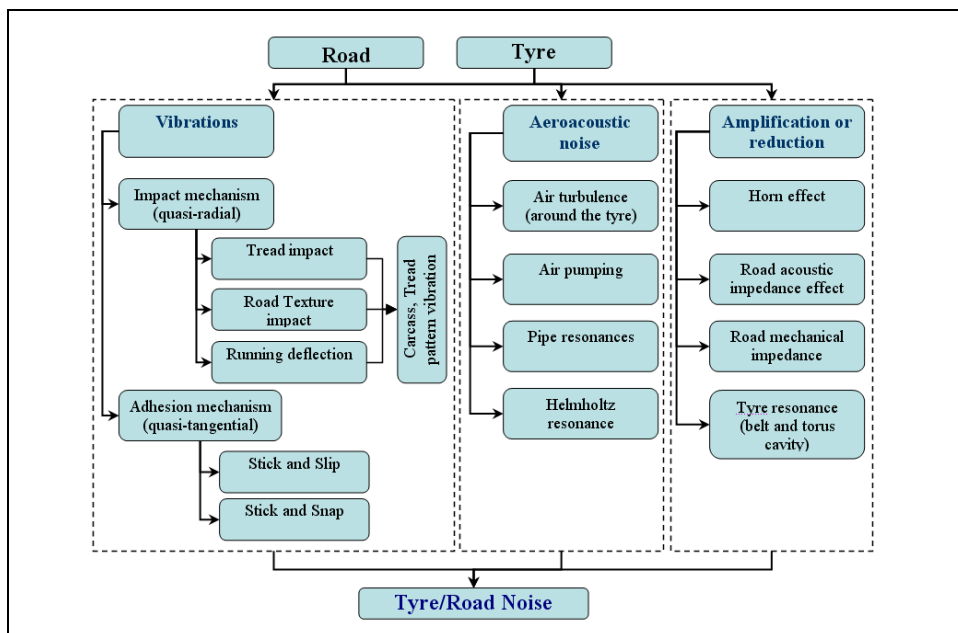 Road
Tyre
Vibrations
Impact mechanism
(quasi-radial)
Tread impact
Road Texture
impact
Running deflection
Carcass, Tread
pattern vibration
Adhesion mechanism
(quasi-tangential)
Stick and Slip
Stick and Snap
Aeroacoustic
noise
Air turbulence
(around the tyre)
Air pumping
Pipe resonances
Helmholtz
resonance
Amplification or
reduction
Horn effect
Road acoustic
impedance effect
Road mechanical
impedance
Tyre resonance
(belt and torus
cavity)
Tyre/Road Noise